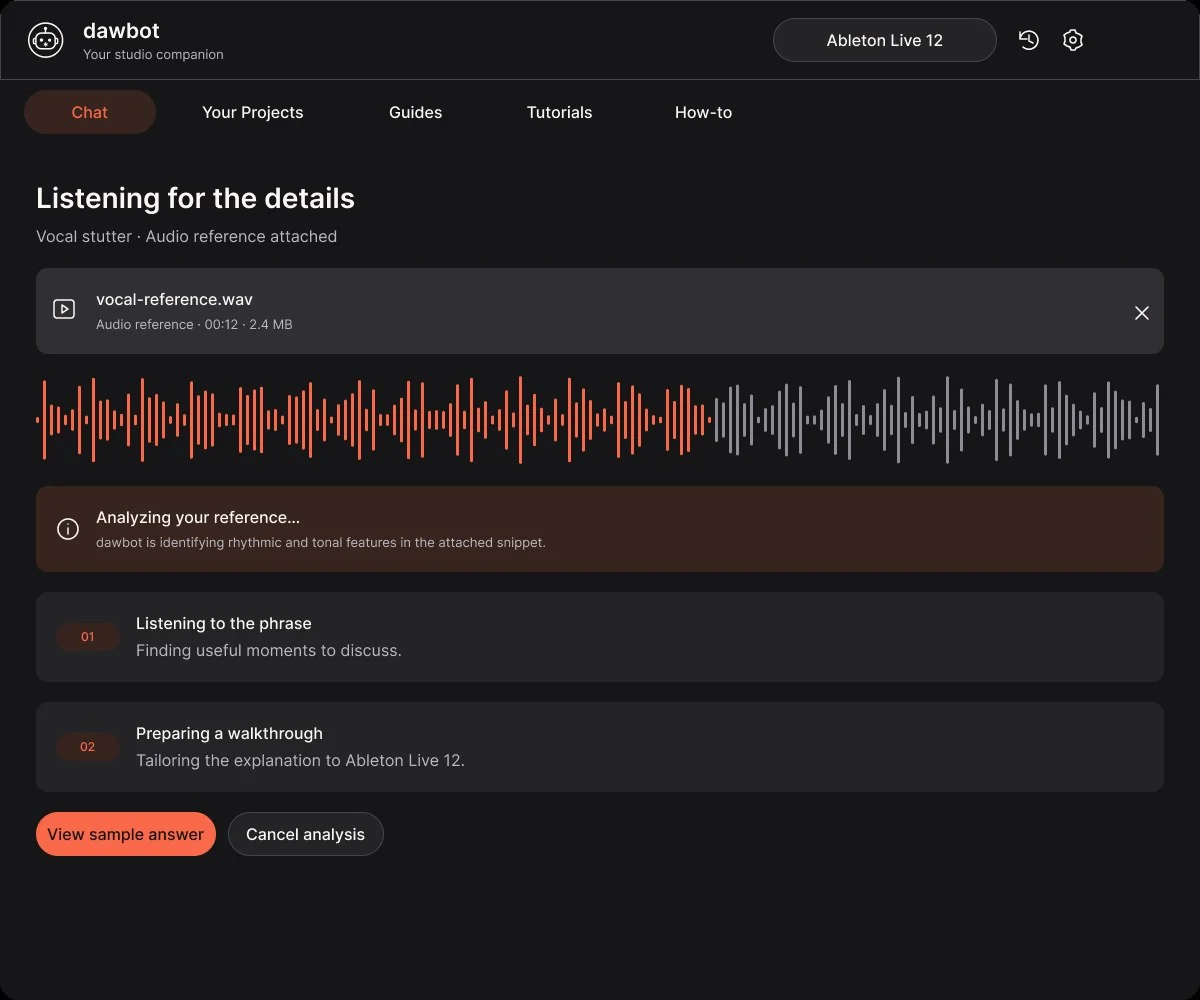 dawbot
Your studio companion
Ableton Live 12
Chat
Your Projects
Guides
Tutorials
How-to
Listening for the details
Vocal stutter · Audio reference attached
vocal-reference.wav
Audio reference · 00:12 · 2.4 MB
Analyzing your reference...
dawbot is identifying rhythmic and tonal features in the attached snippet.
01
Listening to the phrase
Finding useful moments to discuss.
02
Preparing a walkthrough
Tailoring the explanation to Ableton Live 12.
View sample answer
Cancel analysis